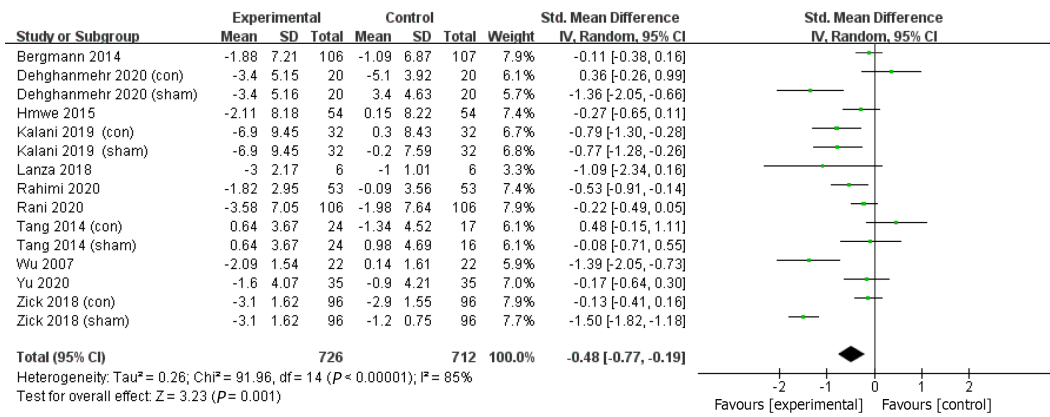 Experimental Control Std. Mean Difference Std. Mean Difference
Study or Subgroup Mean SD Total Mean SD Total Weight IV, Random, 95% CI IV, Random, 95% CI
Bergmann 2014 -1.88 7.21 106 -1.09 6.87 107 7.9% -0.11 [-0.38, 0.16]
Dehghanmehr 2020 (con) -3.4 5.15 20 -5.1 3.92 20 6.1% 0.36 [-0.26, 0.99]
Dehghanmehr 2020 (sham) -3.4 5.16 20 3.4 4.63 20 5.7% -1.36 [-2.05, -0.66]
Hmwe 2015 -2.11 8.18 54 0.15 8.22 54 7.4% -0.27 [-0.65, 0.11]
Kalani 2019 (con) -6.9 9.45 32 0.3 8.43 32 6.7% -0.79 [-1.30, -0.28]
Kalani 2019 (sham) -6.9 9.45 32 -0.2 7.59 32 6.7% -0.77 [-1.28, -0.26]
Lanza 2018 -3 2.17 6 -1 1.01 6 3.3% -1.09 [-2.34, 0.16]
Rahimi 2020 -1.82 2.95 53 -0.09 3.56 53 7.4% -0.53 [-0.91, -0.14]
Rani 2020 -3.58 7.05 106 -1.98 7.64 106 7.9% -0.22 [-0.49, 0.05]
Tang 2014 (con) 0.64 3.67 24 -1.34 4.52 17 6.1% 0.48 [-0.15, 1.11]
Tang 2014 (sham) 0.64 3.67 24 0.98 4.69 16 6.1% -0.08 [-0.71, 0.55]
Wu 2007 -2.09 1.54 22 0.14 1.61 22 5.9% -1.39 [-2.05, -0.73]
Yu 2020 -1.6 4.07 35 -0.9 4.21 35 6.9% -0.17 [-0.64, 0.30]
Zick 2018 (con) -3.1 1.62 96 -2.9 1.55 96 7.9% -0.13 [-0.41, 0.16]
Zick 2018 (sham) -3.1 1.62 96 -1.2 0.75 96 7.7% -1.50 [-1.82, -1.18]
Total (95% CI) 726 712 100.0% -0.48 [-0.77, -0.19]
Heterogeneity: Tau² = 0.26; Chi² = 91.96, df = 14 (P < 0.00001); I² = 85%
Test for overall effect: Z = 3.23 (P = 0.001)
-2 -1 0 1 2
Favours [experimental] Favours [control]